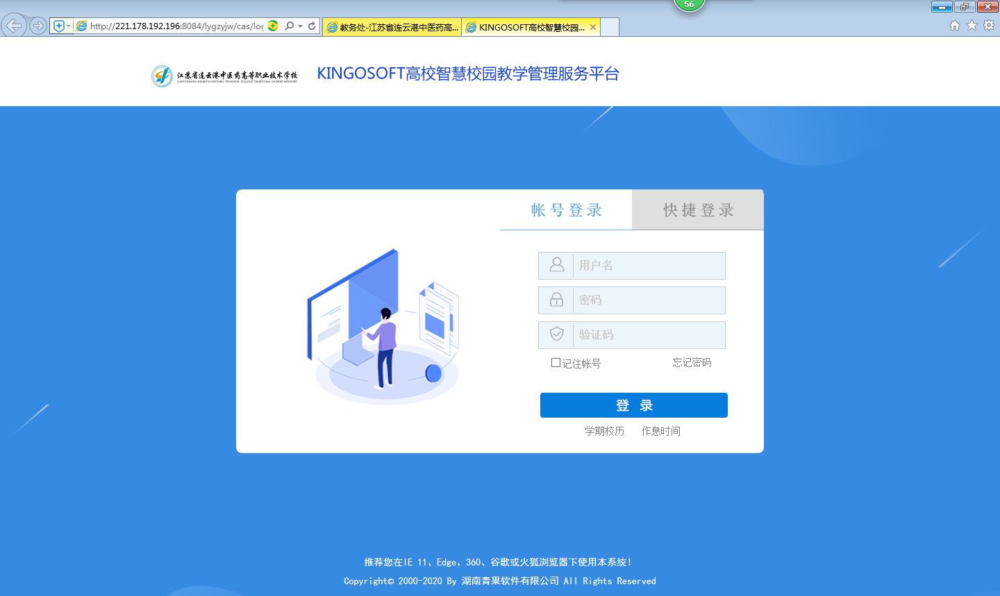 56
http://221.178.192.196:8084/lygzyjw/cas/log
教务处-江苏省连云港中医药高...
KINGOSOFT高校智慧校园...
江苏省连云港中医药高等职业技术学校
KINGOSOFT高校智慧校园教学管理服务平台
帐号登录
快捷登录
用户名
密码
验证码
记住帐号
忘记密码
登 录
学期校历
作息时间
推荐您在IE 11、Edge、360、谷歌或火狐浏览器下使用本系统！
Copyright© 2000-2020 By 湖南青果软件有限公司 All Rights Reserved